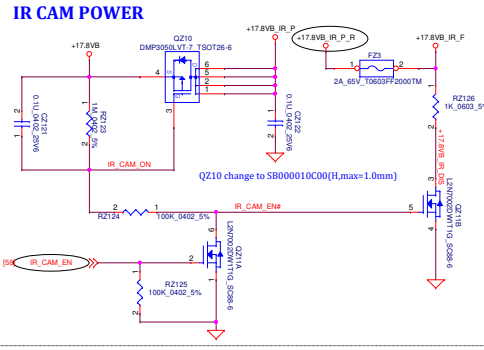 IR CAM POWER
+17.8VB
QZ10
DMP3050LVT-7_TSOT26-6
+17.8VB_IR_P
+17.8VB_IR_P_R
+17.8VB_IR_F
FZ3
2A_65V_T0603FF2000TM
4
S
D
G
6
5
2
1
3
1
2
CZ121
0.1U_0402_25V6
1
2
RZ123
1M_0402_5%
1
2
CZ122
0.1U_0402_25V6
1
2
RZ126
1K_0603_5%
1
2
IR_CAM_ON
QZ10 change to SB000010C00(H,max=1.0mm)
+17.8VB_IR_DIS
2
1
RZ124
100K_0402_5%
IR_CAM_EN#
5
3
4
QZ11B
L2N7002DW1T1G_SC88-6
6
2
1
QZ11A
L2N7002DW1T1G_SC88-6
IR_CAM_EN
1
2
RZ125
100K_0402_5%